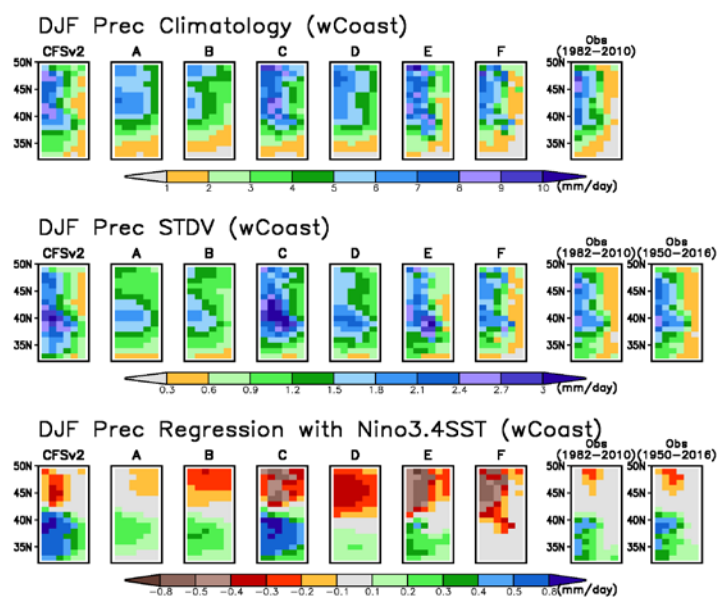 DJF Prec Climatology (wCoast)
CFSv2 A B C D E F Obs (1982-2010)
50N
45N
40N
35N
1 2 3 4 5 6 7 8 9 10 (mm/day)
DJF Prec STDV (wCoast)
CFSv2 A B C D E F Obs (1982-2010) Obs (1950-2016)
50N 50N
45N 45N
40N 40N
35N 35N
0.3 0.6 0.9 1.2 1.5 1.8 2.1 2.4 2.7 3 (mm/day)
DJF Prec Regression with Nino3.4SST (wCoast)
CFSv2 A B C D E F Obs (1982-2010) Obs (1950-2016)
50N 50N
45N 45N
40N 40N
35N 35N
-0.8 -0.5 -0.4 -0.3 -0.2 -0.1 0.1 0.2 0.3 0.4 0.5 0.8 (mm/day)